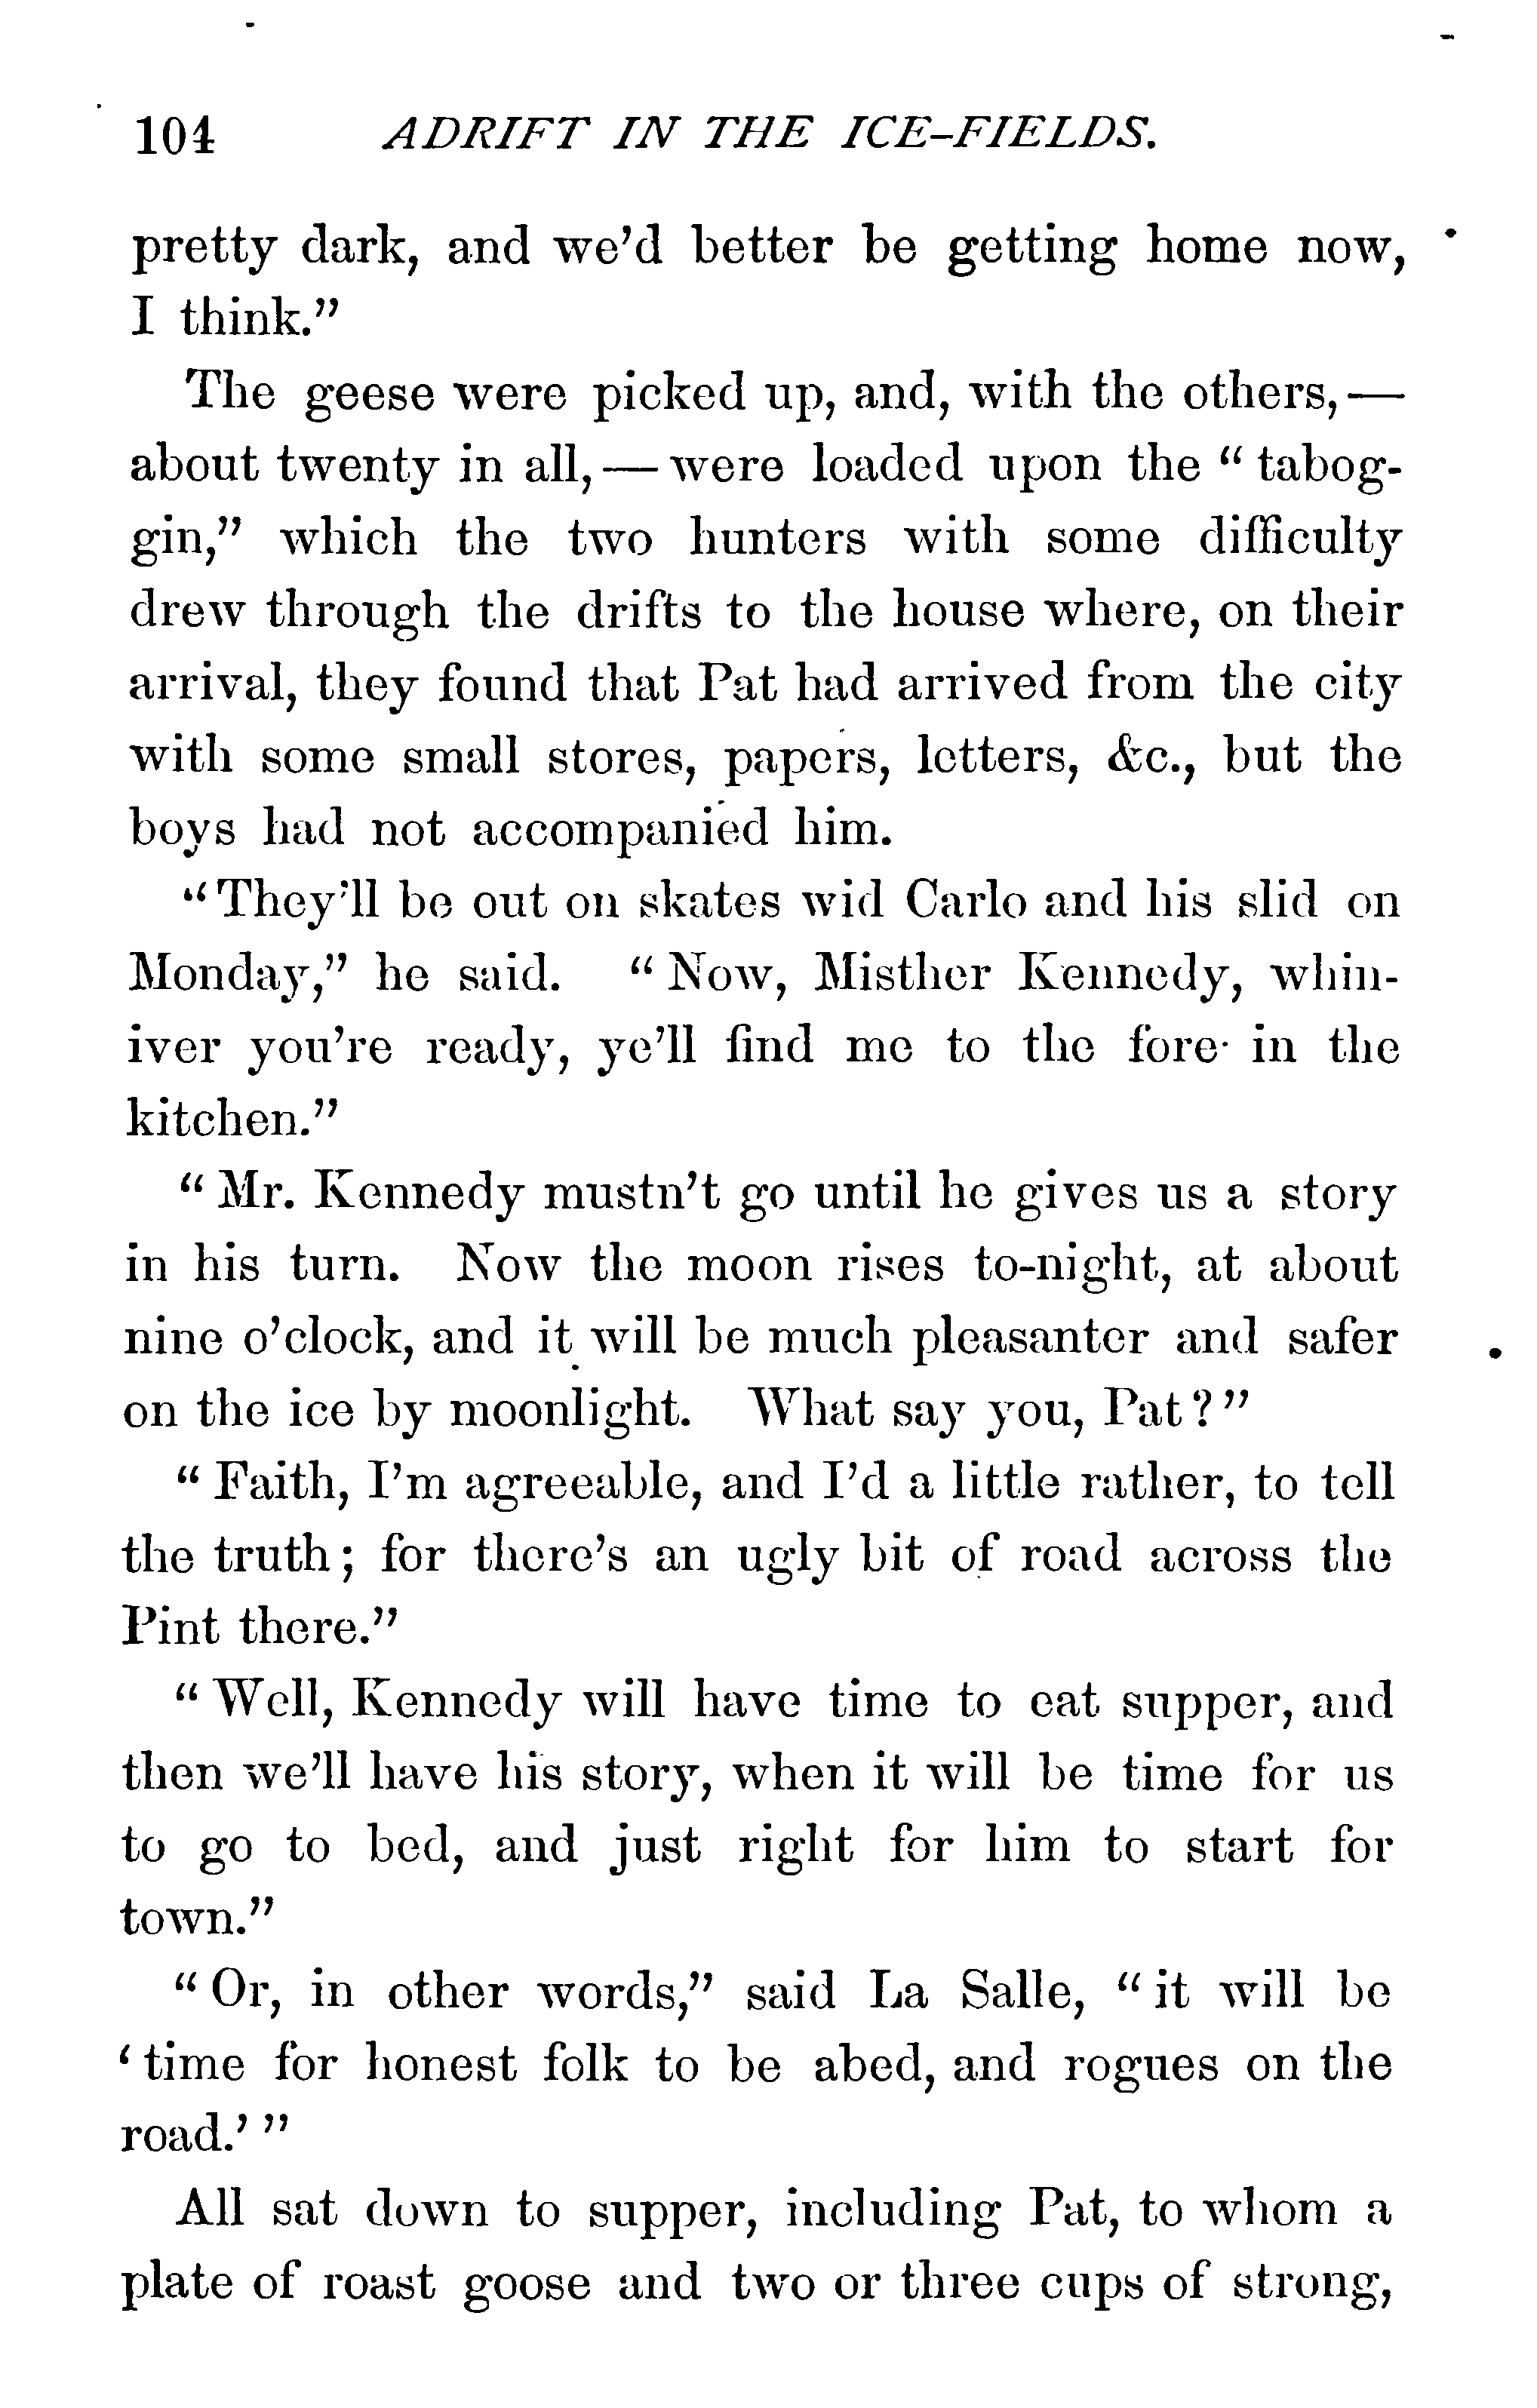 104 ADRIFT IN THE ICE-FIELDS.
pretty dark, and we’d better be getting home now,
I think.”
The geese were picked up, and, with the others,—
about twenty in all,—were loaded upon the “tabog-
gin,” which the two hunters with some difficulty
drew through the drifts to the house where, on their
arrival, they found that Pat had arrived from the city
with some small stores, papers, letters, &c., but the
boys had not accompanied him.
“They’ll be out on skates wid Carlo and his slid on
Monday,” he said. “Now, Misther Kennedy, whin-
iver you’re ready, ye’ll find me to the fore in the
kitchen.”
“Mr. Kennedy mustn’t go until he gives us a story
in his turn. Now the moon rises to-night, at about
nine o’clock, and it will be much pleasanter and safer
on the ice by moonlight. What say you, Pat?”
“Faith, I’m agreeable, and I’d a little rather, to tell
the truth; for there’s an ugly bit of road across the
Pint there.”
“Well, Kennedy will have time to eat supper, and
then we’ll have his story, when it will be time for us
to go to bed, and just right for him to start for
town.”
“Or, in other words,” said La Salle, “it will be
‘time for honest folk to be abed, and rogues on the
road.’”
All sat down to supper, including Pat, to whom a
plate of roast goose and two or three cups of strong,